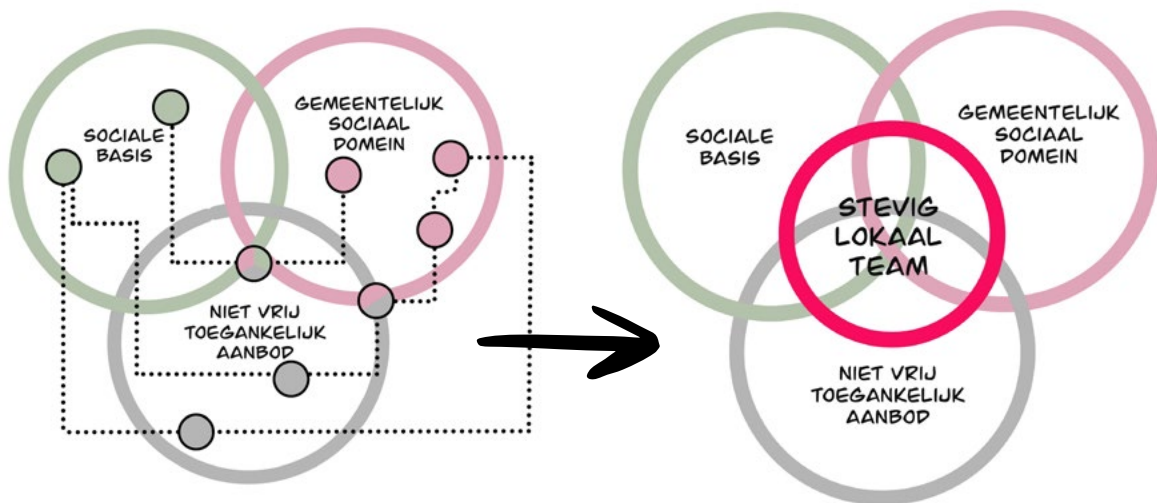 SOCIALE
BASIS
GEMEENTELIJK
SOCIAAL
DOMEIN
NIET VRIJ
TOEGANKELIJK
AANBOD
SOCIALE
BASIS
GEMEENTELIJK
SOCIAAL
DOMEIN
STEVIG
LOKAAL
TEAM
NIET VRIJ
TOEGANKELIJK
AANBOD